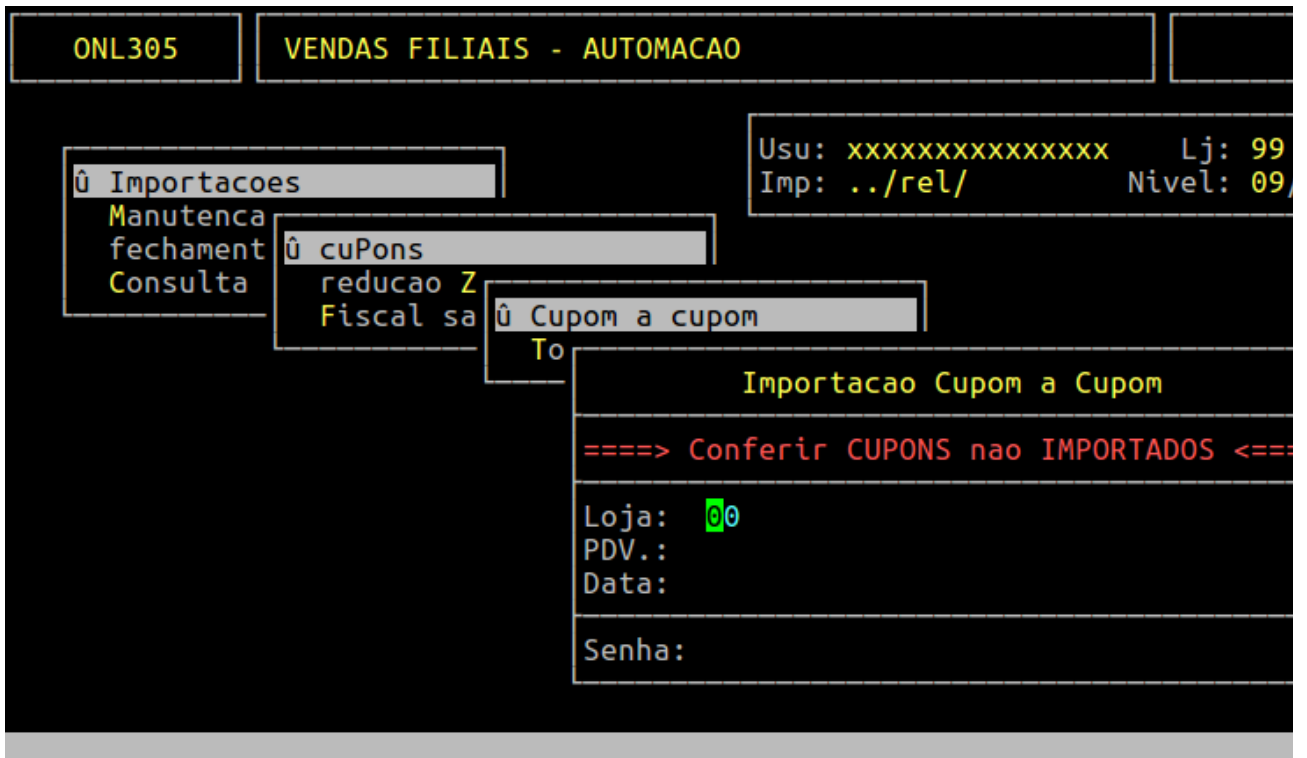 ONL305 VENDAS FILIAIS - AUTOMACAO
Usu: xxxxxxxxxxxxxxx Lj: 99
Imp: ../rel/ Nivel: 09/
û Importacoes
Manutenca
fechament
Consulta
û cuPons
reducao Z
Fiscal sa
û Cupom a cupom
To
Importacao Cupom a Cupom
====> Conferir CUPONS nao IMPORTADOS <===
Loja: 00
PDV.:
Data:
Senha: